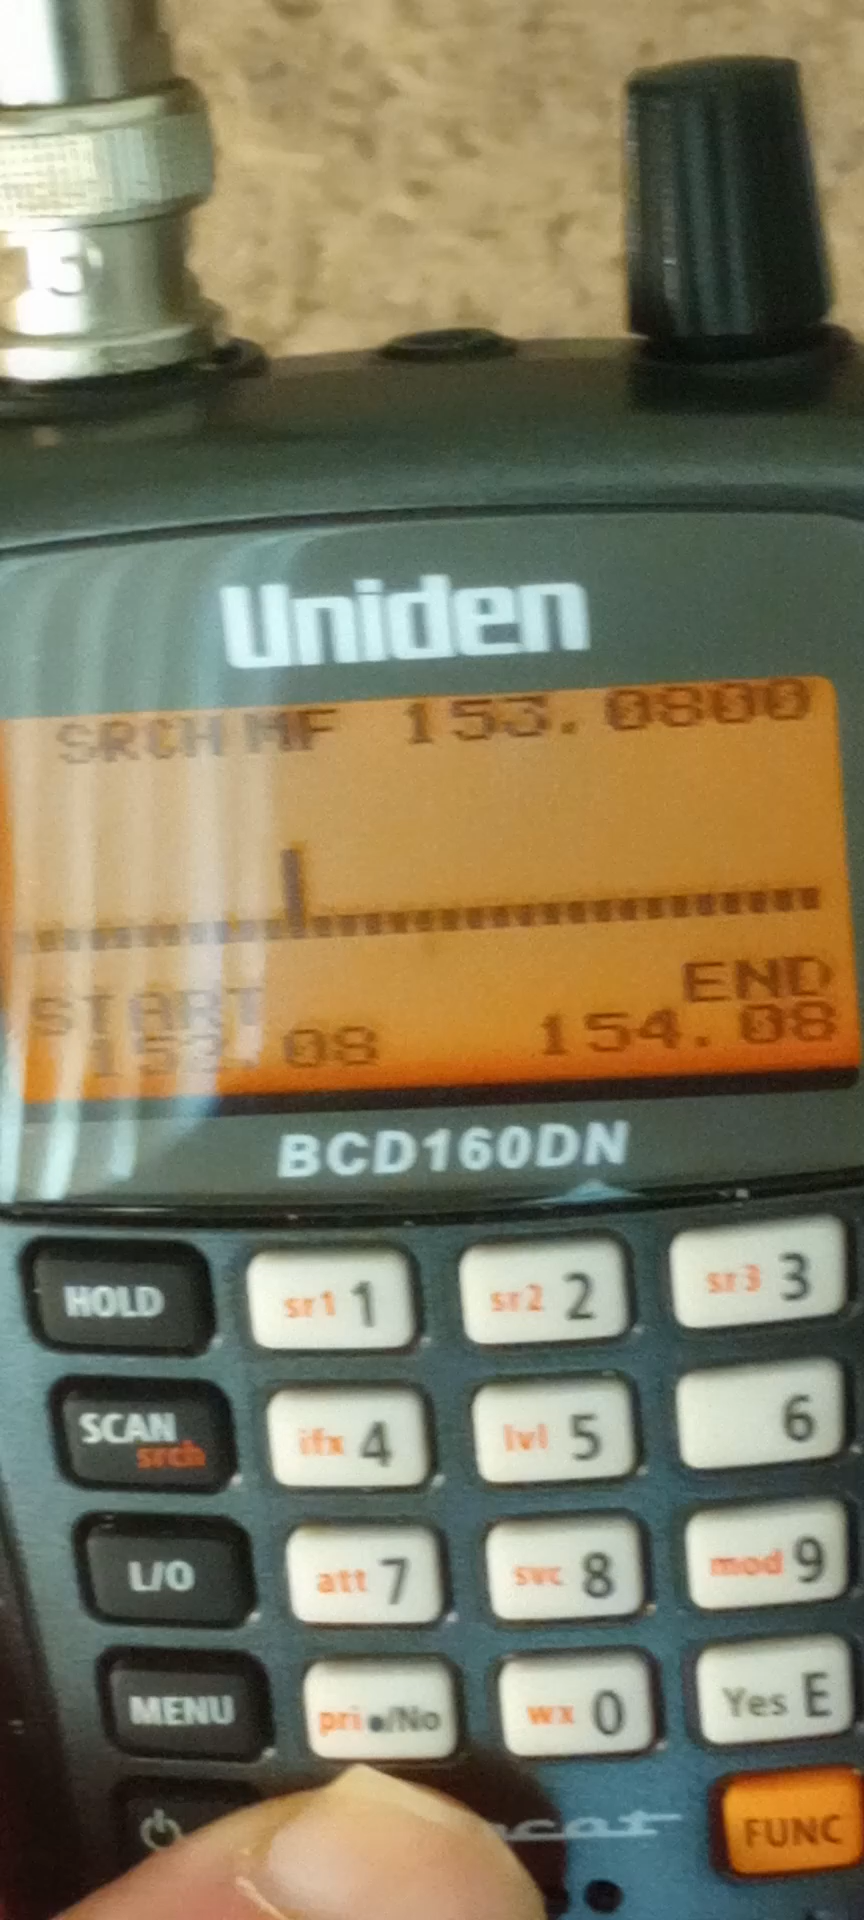 Uniden
SRCH MF 153.0800
START END
153.08 154.08
BCD160DN
HOLD sr1 1 sr2 2 sr3 3
SCAN srch ifx 4 lvl 5 6
L/O att 7 svc 8 mod 9
MENU pri •/No wx 0 Yes E
FUNC